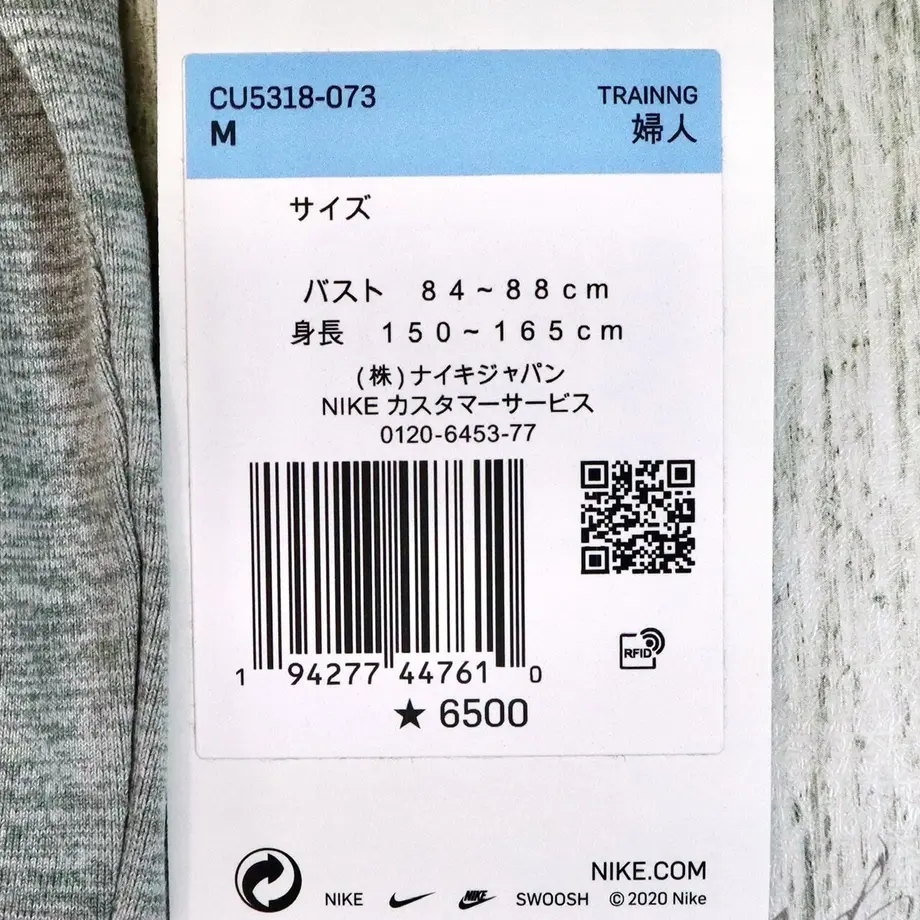 CU5318-073 TRAINNG
M 婦人
サイズ
バスト 84~88cm
身長 150~165cm
(株)ナイキジャパン
NIKE カスタマーサービス
0120-6453-77
1 94277 44761 0
RFID
★ 6500
NIKE.COM
NIKE NIKE SWOOSH ©2020 Nike